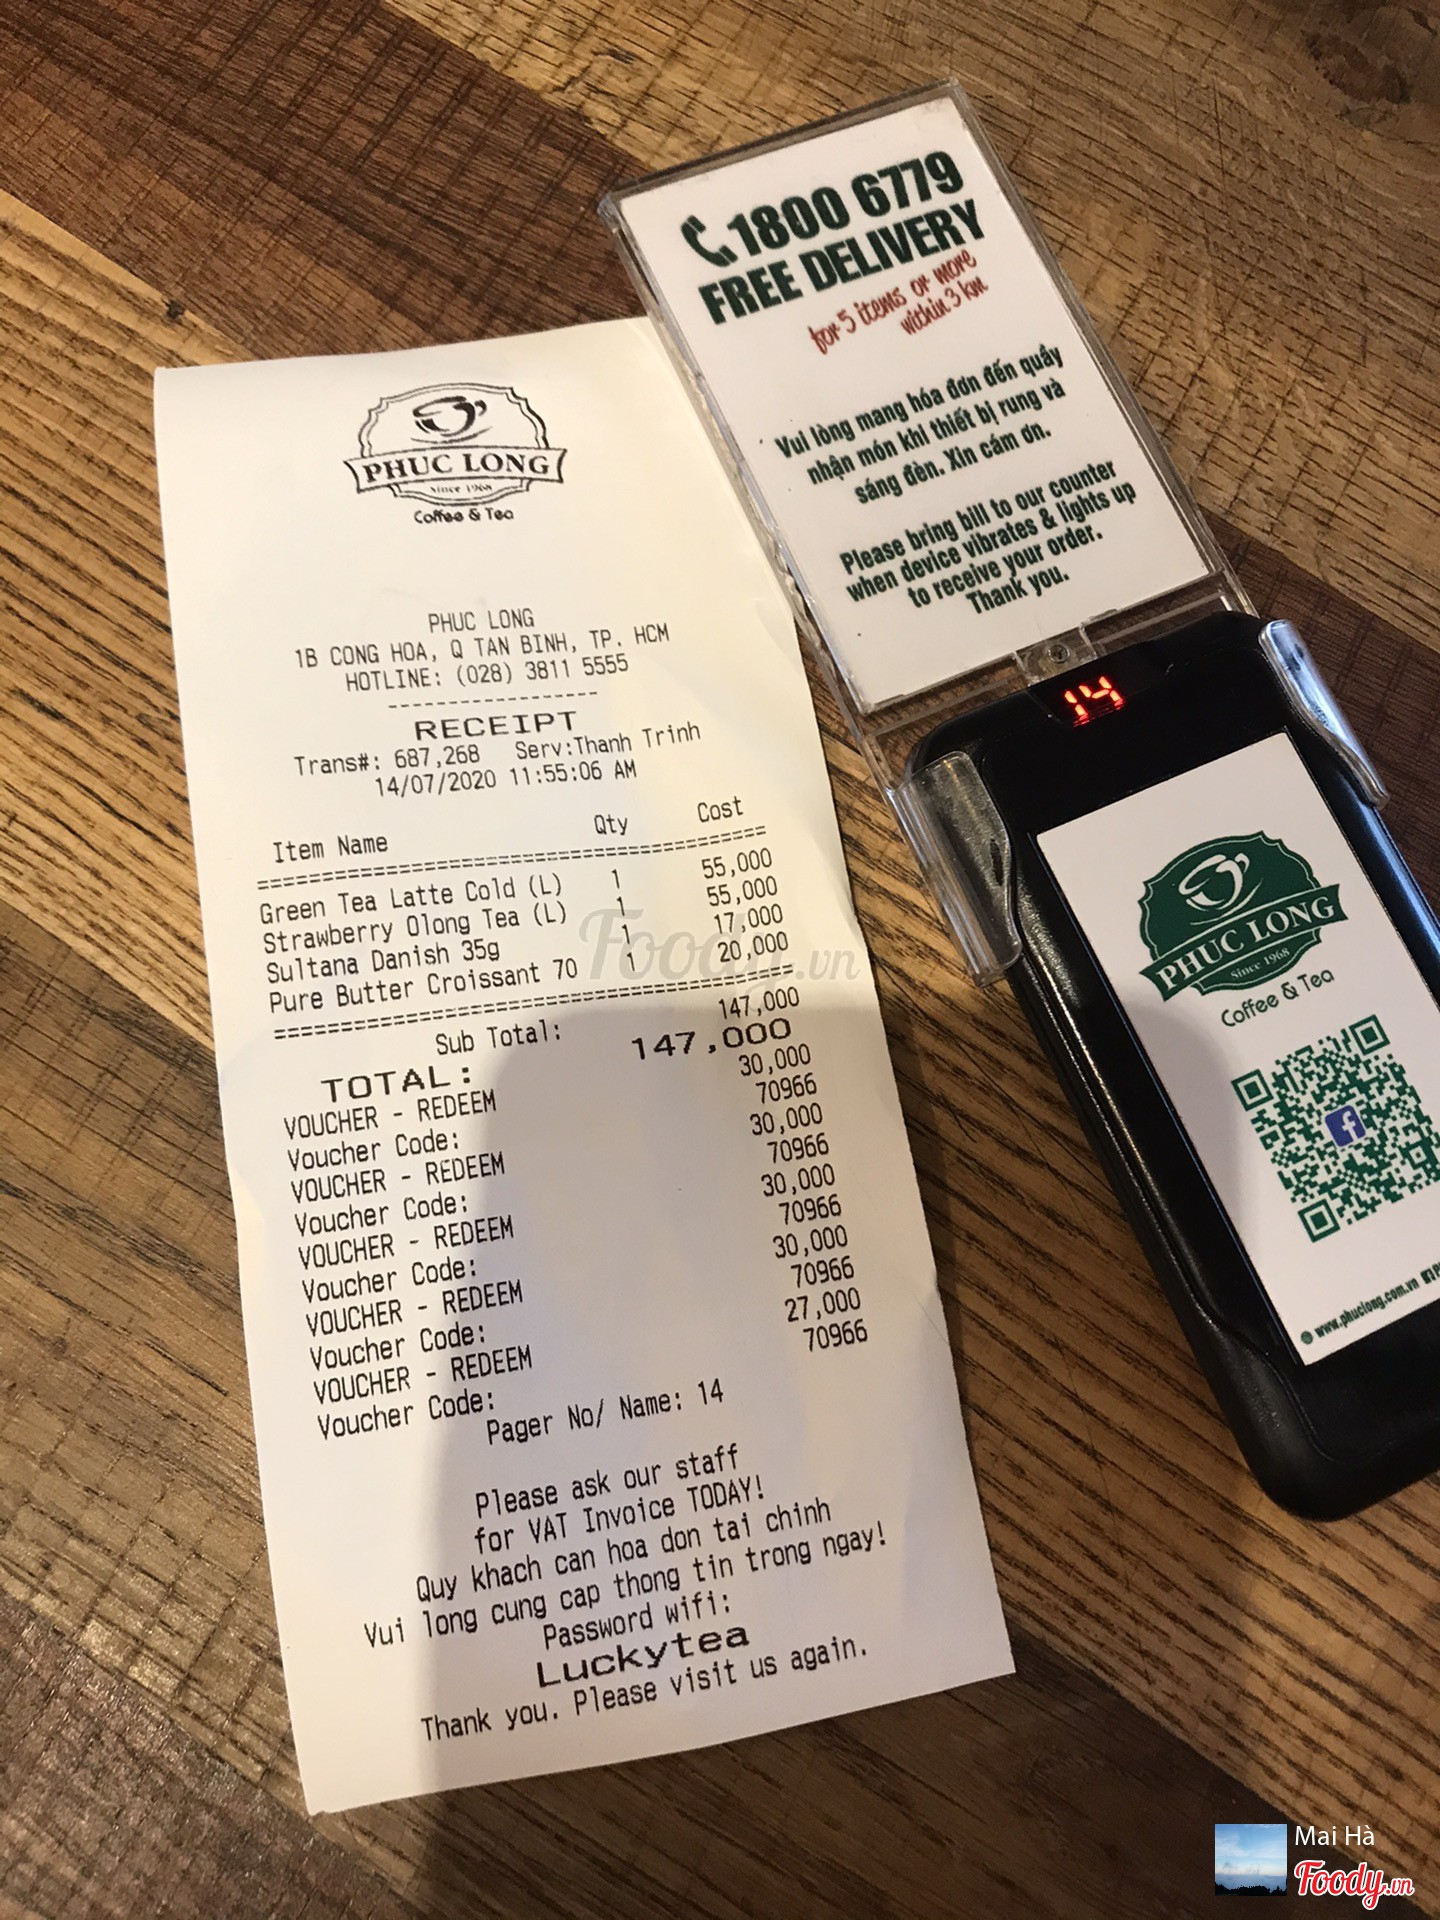 PHUC LONG
Since 1968
Coffee & Tea
PHUC LONG
1B CONG HOA, Q TAN BINH, TP. HCM
HOTLINE: (028) 3811 5555
------------------
RECEIPT
Trans#: 687,268 Serv:Thanh Trinh
14/07/2020 11:55:06 AM
Item Name Qty Cost
Green Tea Latte Cold (L) 1 55,000
Strawberry Olong Tea (L) 1 55,000
Sultana Danish 35g 1 17,000
Pure Butter Croissant 70 1 20,000
Sub Total: 147,000
TOTAL: 147,000
VOUCHER - REDEEM 30,000
Voucher Code: 70966
VOUCHER - REDEEM 30,000
Voucher Code: 70966
VOUCHER - REDEEM 30,000
Voucher Code: 70966
VOUCHER - REDEEM 30,000
Voucher Code: 70966
VOUCHER - REDEEM 27,000
Voucher Code: 70966
Pager No/ Name: 14
Please ask our staff
for VAT Invoice TODAY!
Quy khach can hoa don tai chinh
Vui long cung cap thong tin trong ngay!
Password wifi:
Luckytea
Thank you. Please visit us again.
1800 6779
FREE DELIVERY
for 5 items or more
within 3 km
Vui lòng mang hóa đơn đến quầy
nhận món khi thiết bị rung và
sáng đèn. Xin cám ơn.
Please bring bill to our counter
when device vibrates & lights up
to receive your order.
Thank you.
14
PHUC LONG
Since 1968
Coffee & Tea
www.phuclong.com.vn
Foody.vn
Mai Hà
Foody.vn